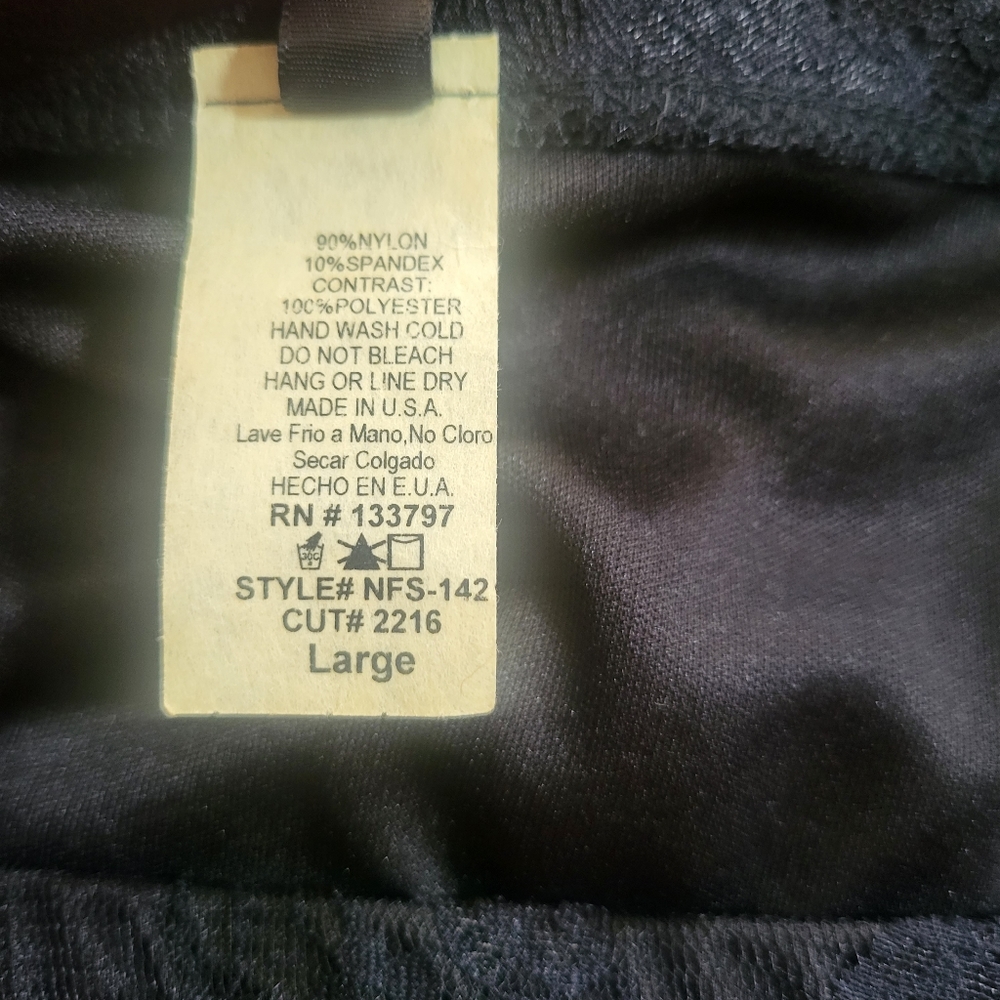 90%NYLON
10%SPANDEX
CONTRAST:
100%POLYESTER
HAND WASH COLD
DO NOT BLEACH
HANG OR LINE DRY
MADE IN U.S.A.
Lave Frio a Mano,No Cloro
Secar Colgado
HECHO EN E.U.A.
RN # 133797
30C
STYLE# NFS-142
CUT# 2216
Large